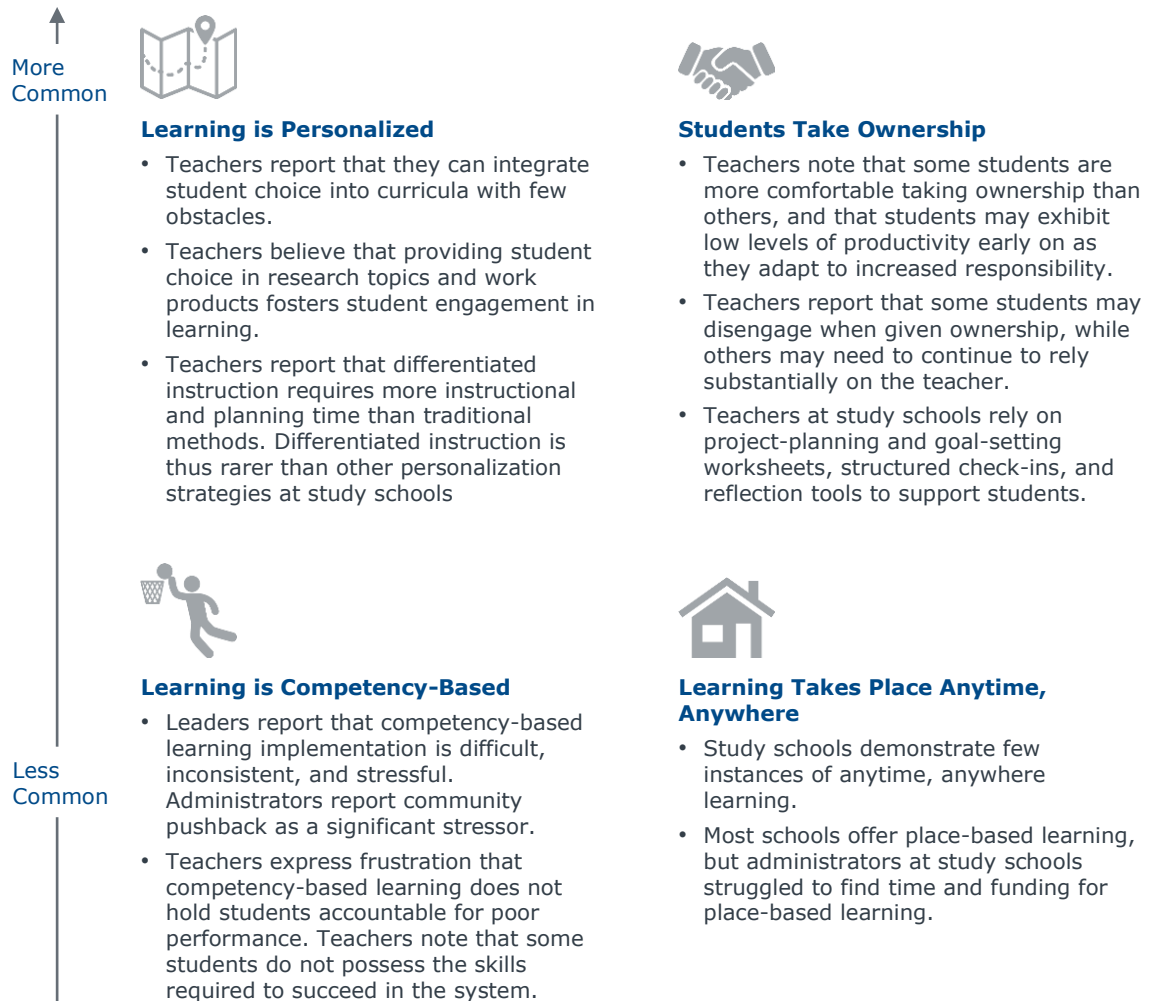 More
Common
Learning is Personalized
• Teachers report that they can integrate
student choice into curricula with few
obstacles.
• Teachers believe that providing student
choice in research topics and work
products fosters student engagement in
learning.
• Teachers report that differentiated
instruction requires more instructional
and planning time than traditional
methods. Differentiated instruction is
thus rarer than other personalization
strategies at study schools
Students Take Ownership
• Teachers note that some students are
more comfortable taking ownership than
others, and that students may exhibit
low levels of productivity early on as
they adapt to increased responsibility.
• Teachers report that some students may
disengage when given ownership, while
others may need to continue to rely
substantially on the teacher.
• Teachers at study schools rely on
project-planning and goal-setting
worksheets, structured check-ins, and
reflection tools to support students.
Less
Common
Learning is Competency-Based
• Leaders report that competency-based
learning implementation is difficult,
inconsistent, and stressful.
Administrators report community
pushback as a significant stressor.
• Teachers express frustration that
competency-based learning does not
hold students accountable for poor
performance. Teachers note that some
students do not possess the skills
required to succeed in the system.
Learning Takes Place Anytime,
Anywhere
• Study schools demonstrate few
instances of anytime, anywhere
learning.
• Most schools offer place-based learning,
but administrators at study schools
struggled to find time and funding for
place-based learning.